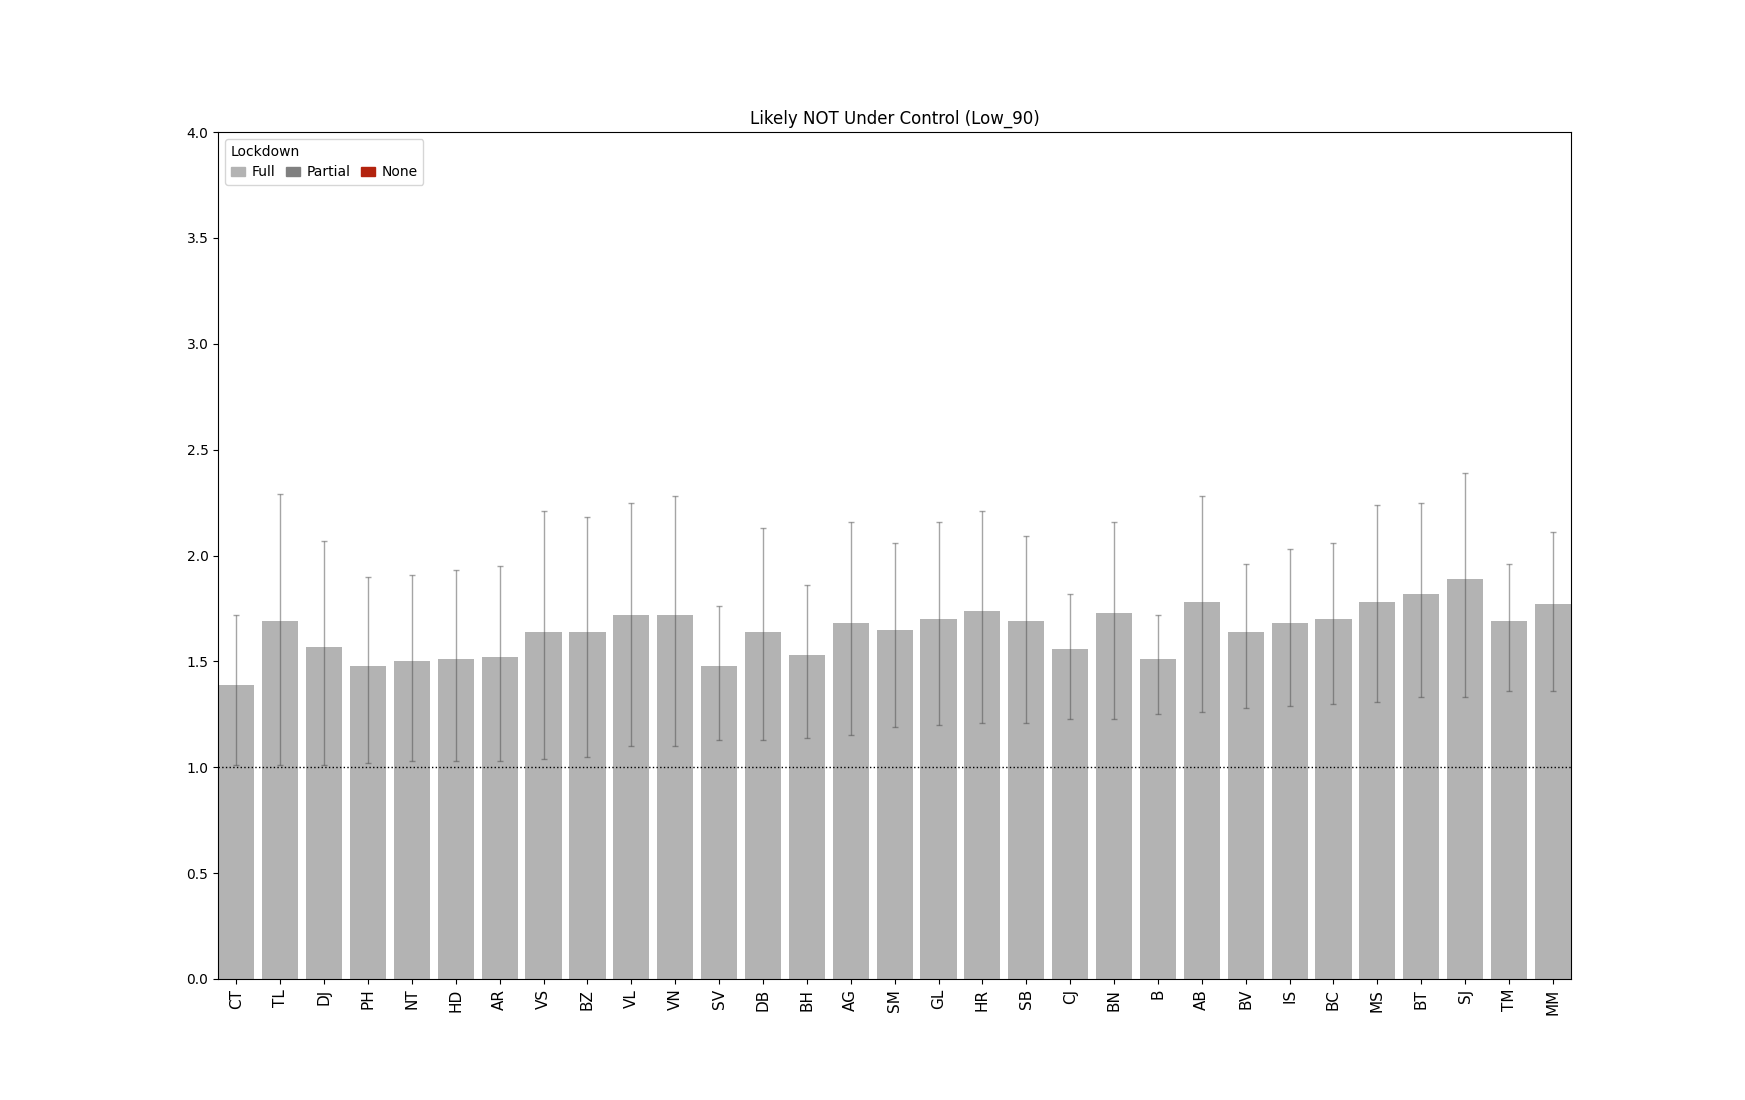 Likely NOT Under Control (Low_90)
Lockdown
Full Partial None
4.0
3.5
3.0
2.5
2.0
1.5
1.0
0.5
0.0
CT TL DJ PH NT HD AR VS BZ VL VN SV DB BH AG SM GL HR SB CJ BN B AB BV IS BC MS BT SJ TM MM